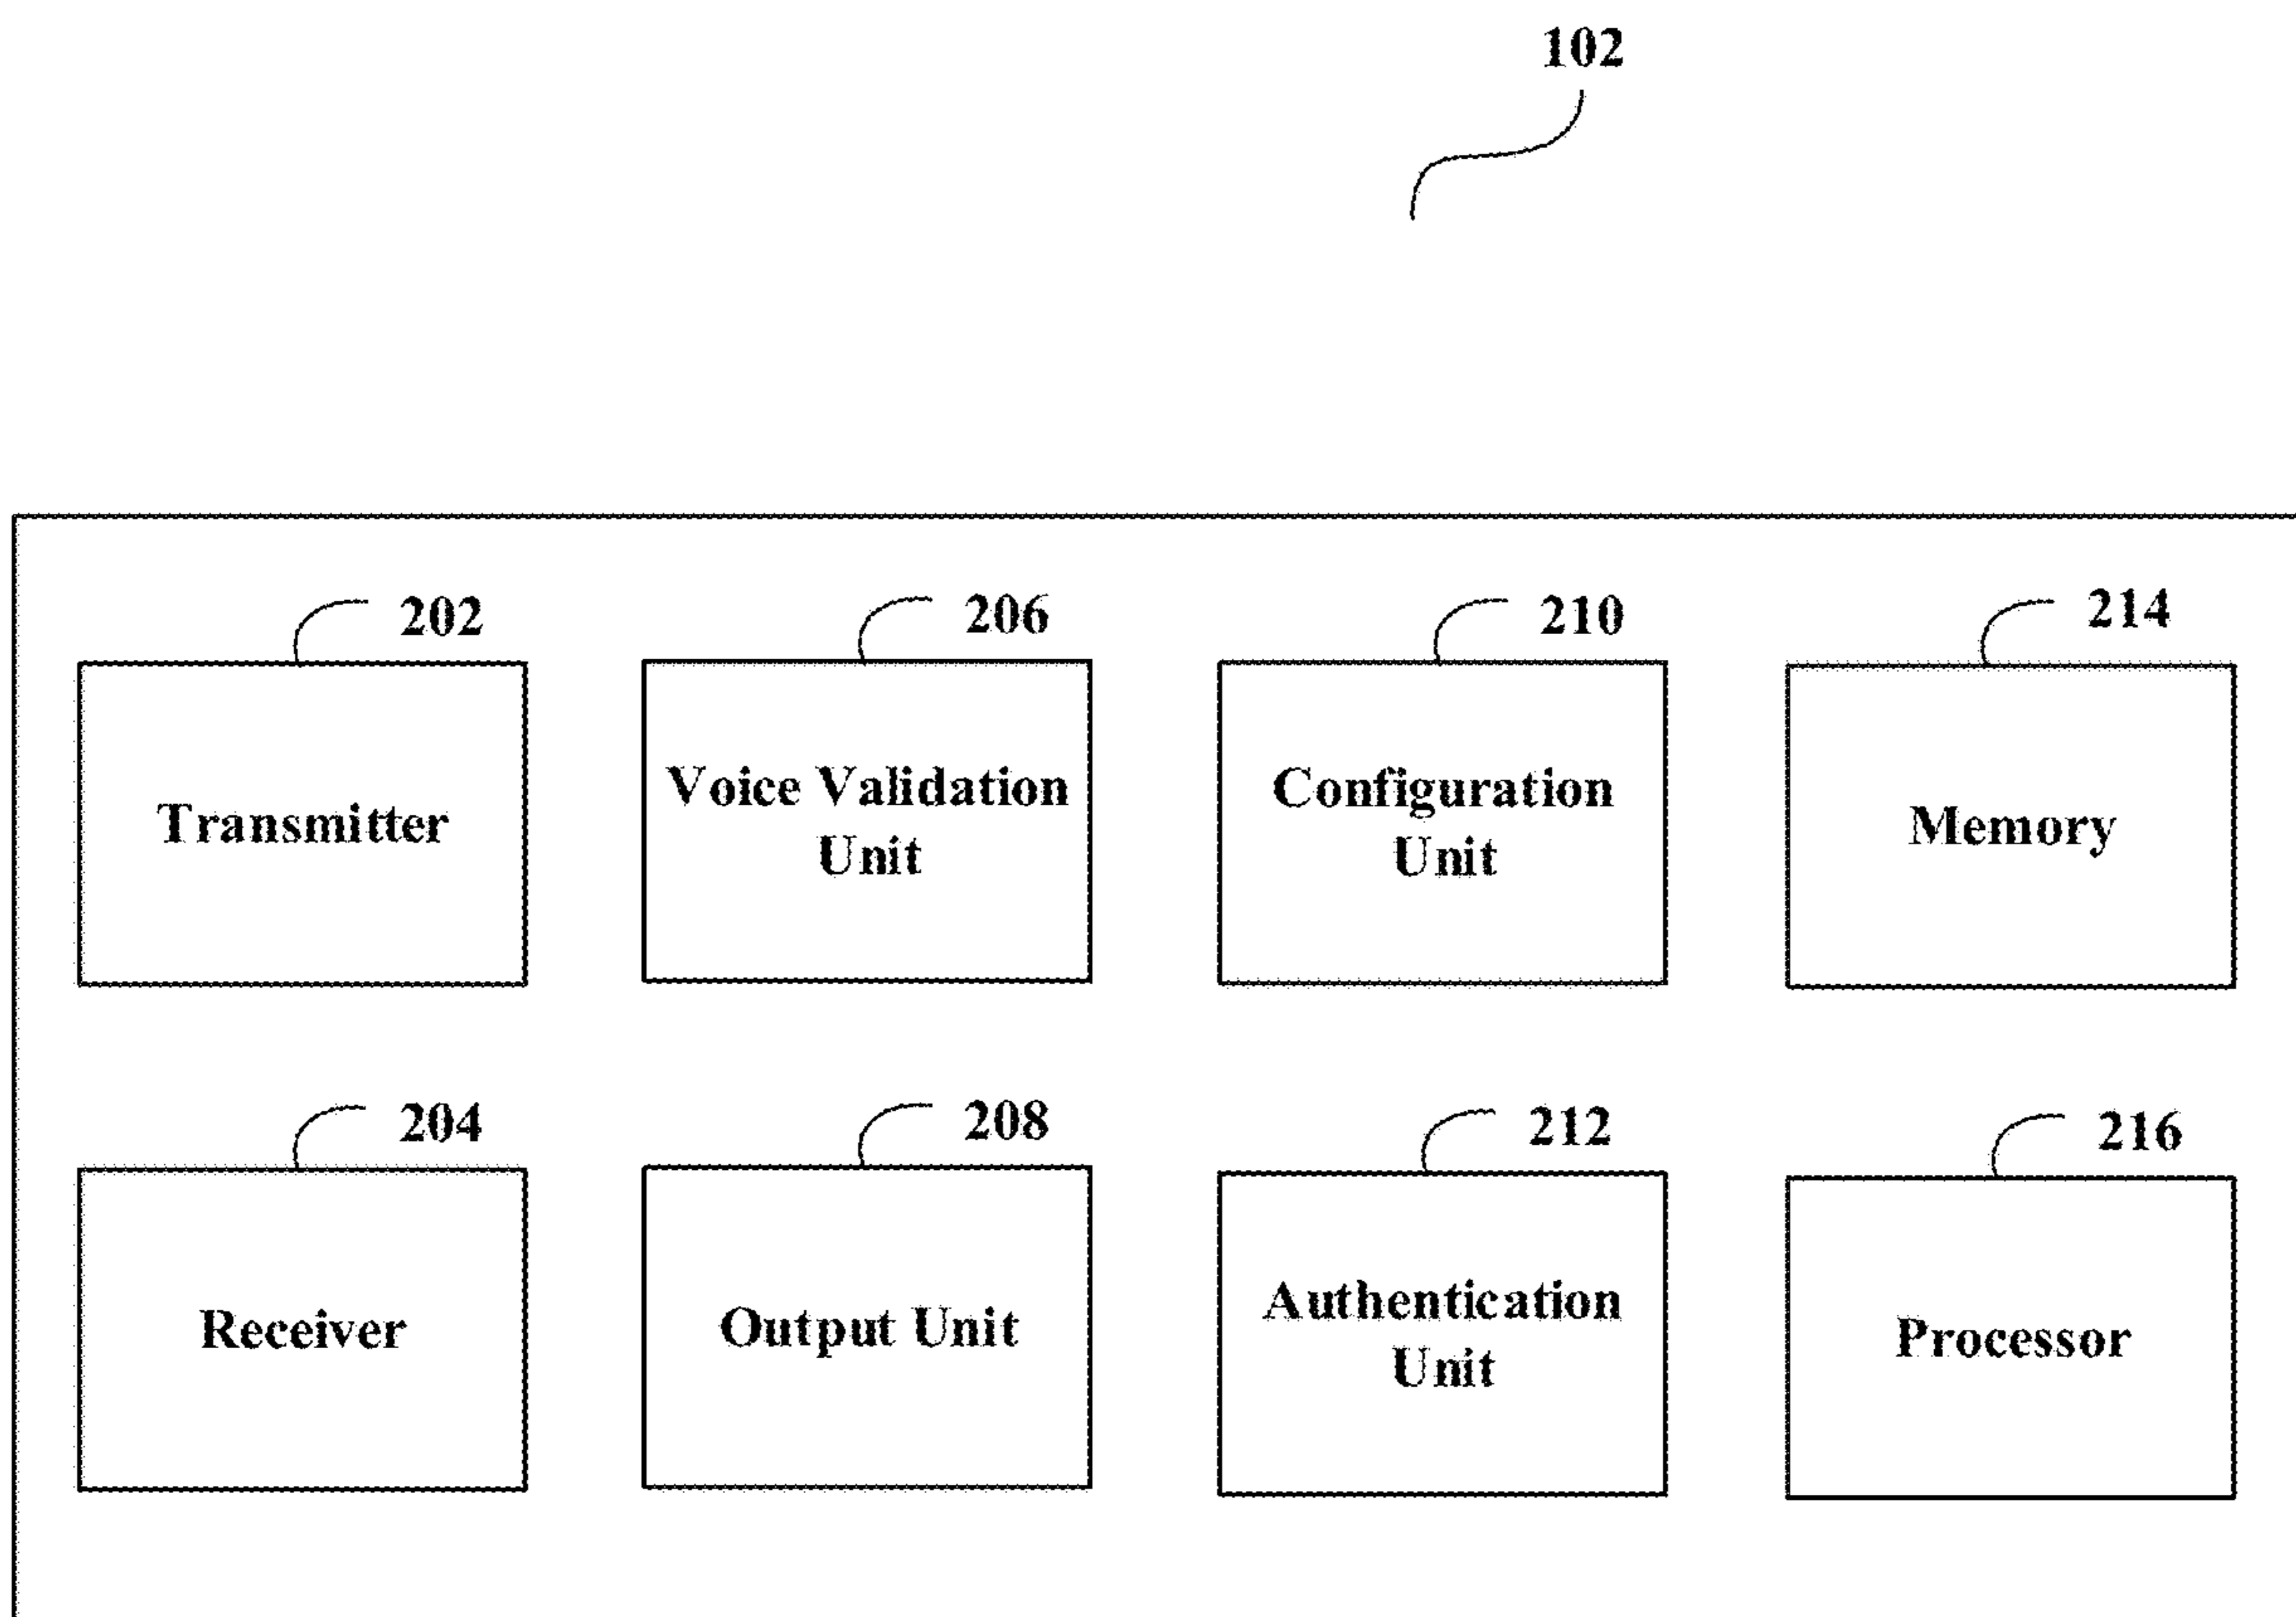 102
202
206
210
214
Transmitter
Voice Validation
Unit
Configuration
Unit
Memory
204
208
212
216
Receiver
Output Unit
Authentication
Unit
Processor